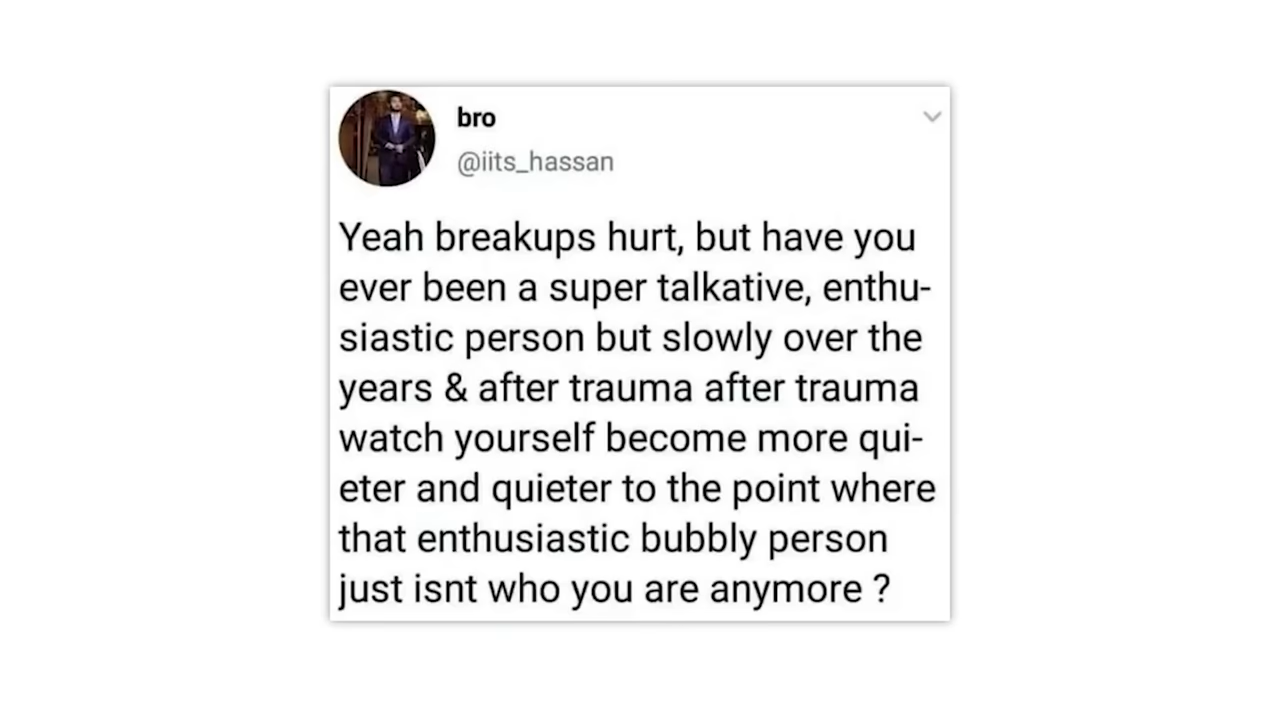 bro
@iits_hassan
Yeah breakups hurt, but have you
ever been a super talkative, enthu-
siastic person but slowly over the
years & after trauma after trauma
watch yourself become more qui-
eter and quieter to the point where
that enthusiastic bubbly person
just isnt who you are anymore ?